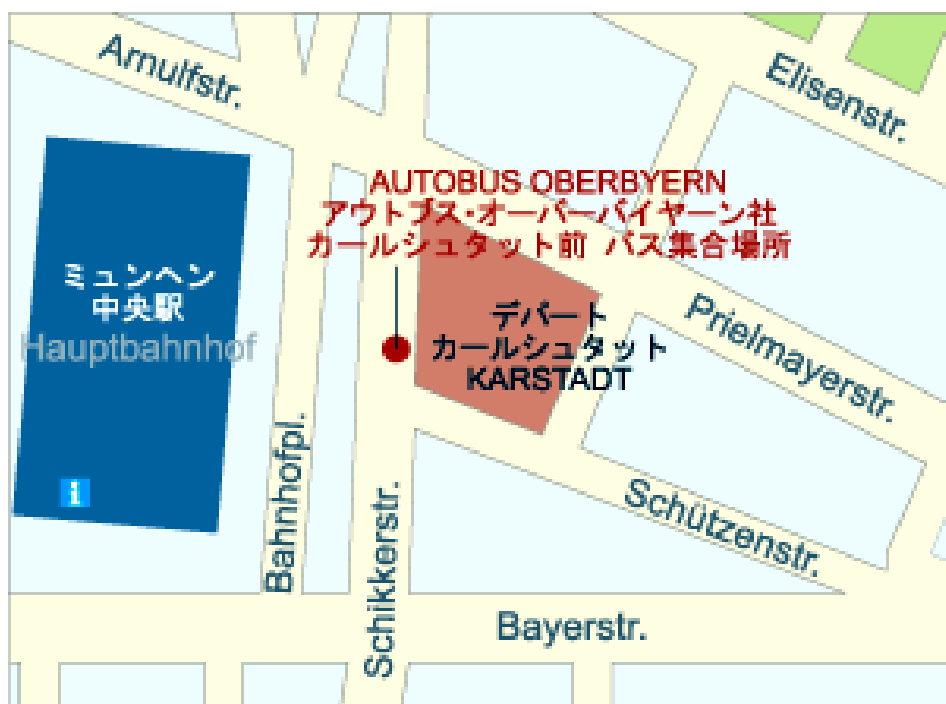 Arnulfstr.
Elisenstr.
AUTOBUS OBERBYERN
アウトブス・オーバーバイヤーン社
カールシュタット前 バス集合場所
ミュンヘン
中央駅
Hauptbahnhof
デパート
カールシュタット
KARSTADT
Prielmayerstr.
Bahnhofpl.
Schikkerstr.
Schützenstr.
i
Bayerstr.